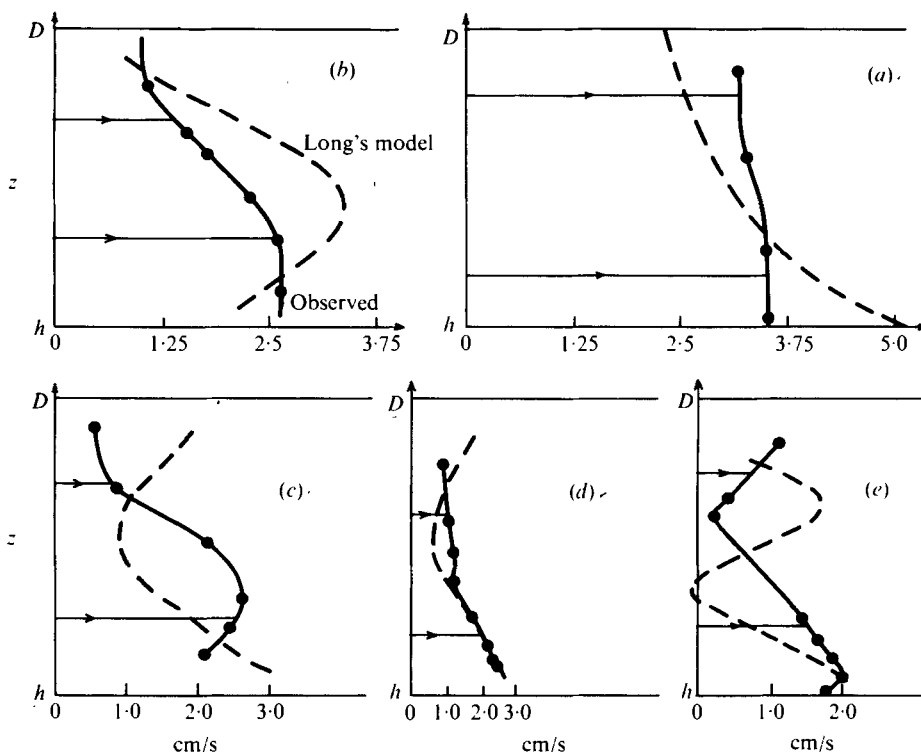 D
(b)
Long's model
z
Observed
h
0
1·25
2·5
3·75
(a)
0
1·25
2·5
3·75
5·0
D
(c)
z
h
0
1·0
2·0
3·0
cm/s
D
(d)
0
1·0
2·0
3·0
cm/s
D
(e)
h
0
1·0
2·0
cm/s